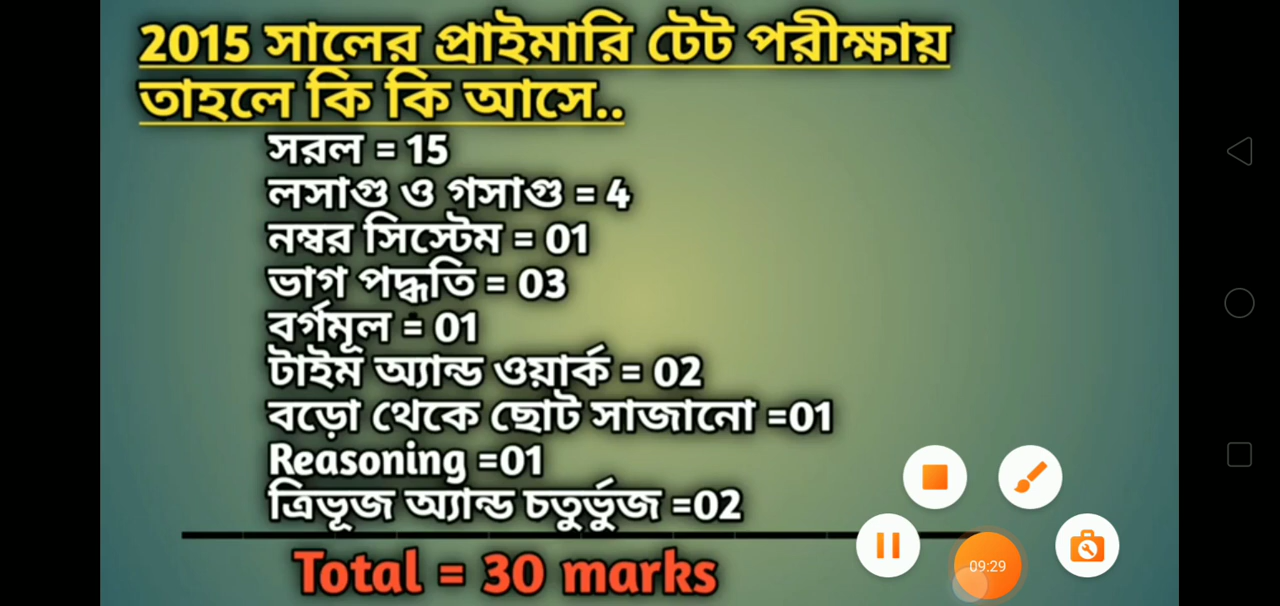 2015 সালের প্রাইমারি টেট পরীক্ষায়
তাহলে কি কি আসে..
সরল = 15
লসাগু ও গসাগু = 4
নম্বর সিস্টেম = 01
ভাগ পদ্ধতি = 03
বর্গমূল = 01
টাইম অ্যান্ড ওয়ার্ক = 02
বড়ো থেকে ছোট সাজানো =01
Reasoning =01
ত্রিভূজ অ্যান্ড চতুর্ভুজ =02
Total = 30 marks
09:29